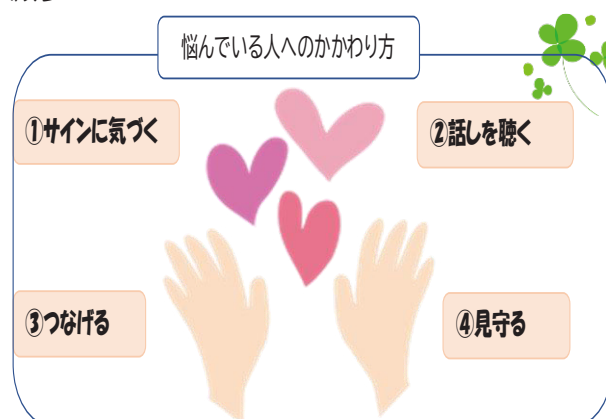 悩んでいる人へのかかわり方
①サインに気づく
②話しを聴く
③つなげる
④見守る